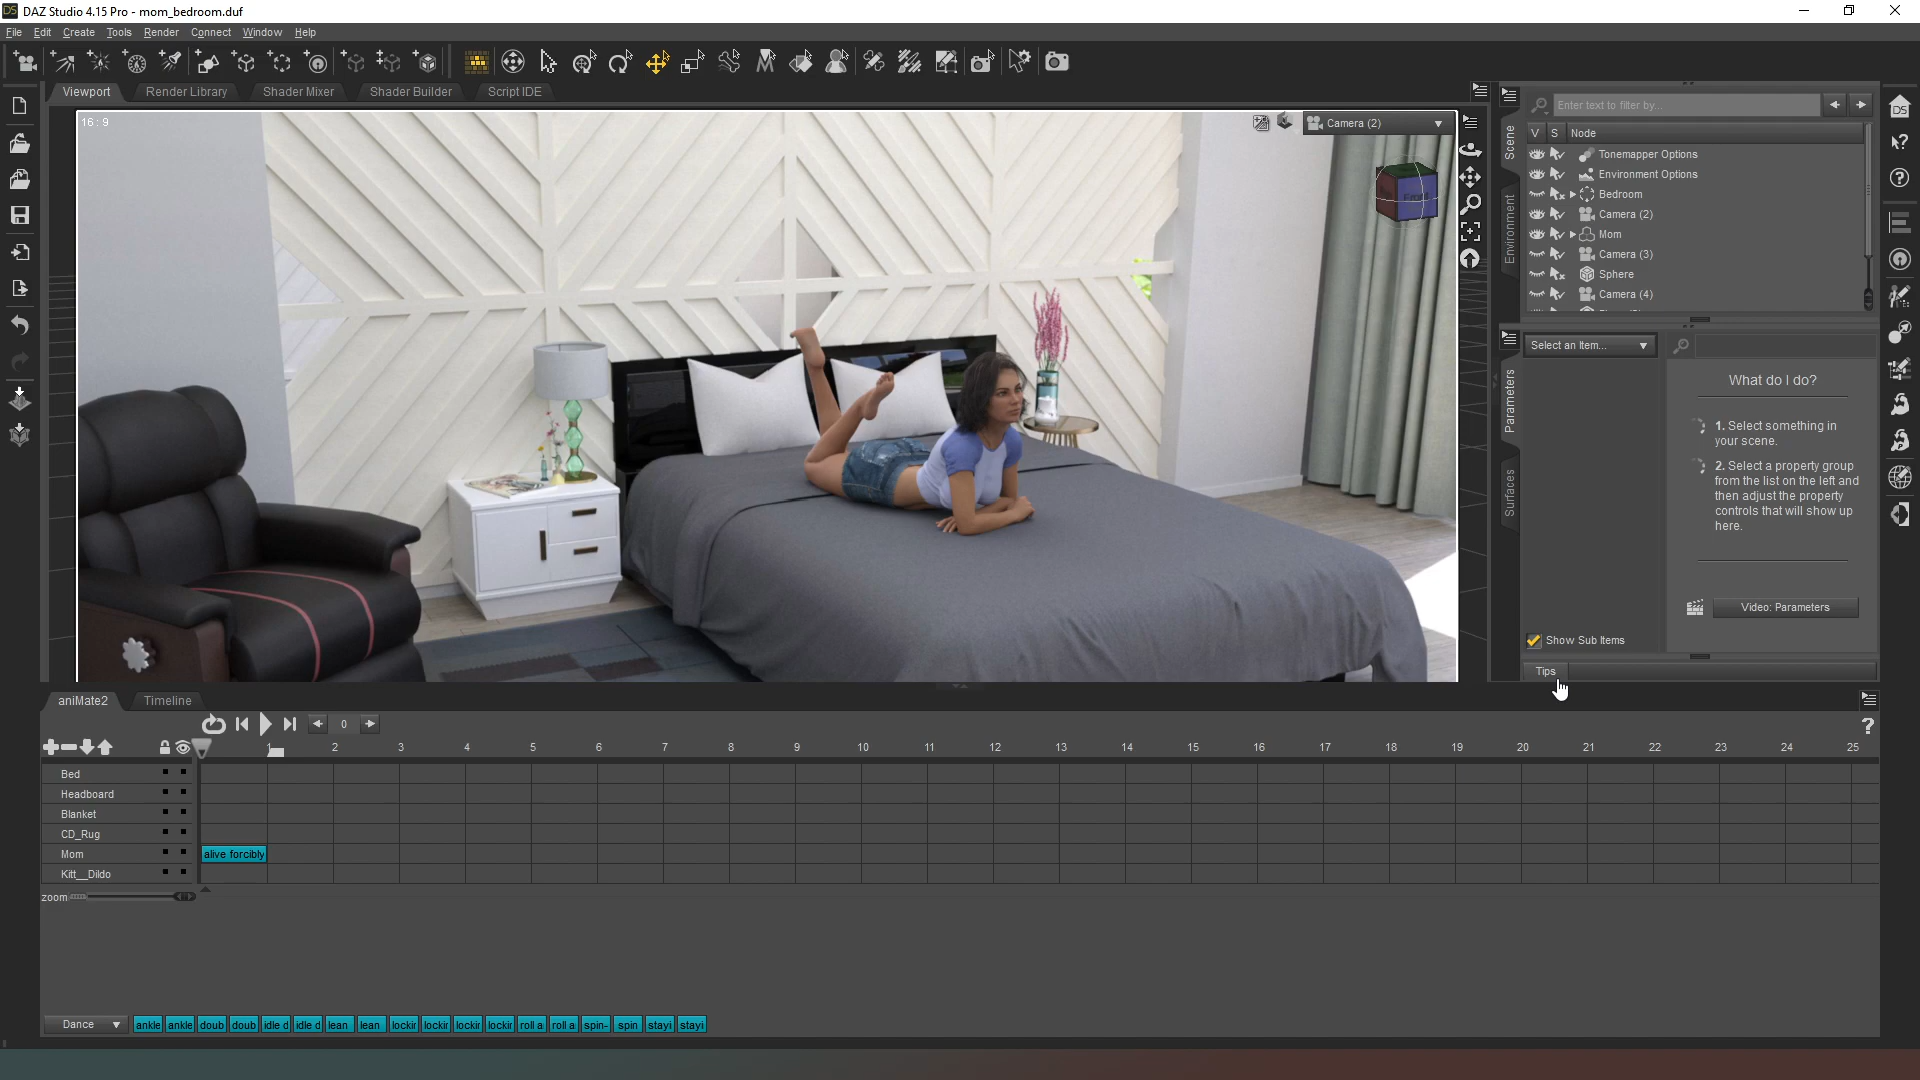 DAZ Studio 4.15 Pro - mom_bedroom.duf
File Edit Create Tools Render Connect Window Help
Viewport Render Library Shader Mixer Shader Builder Script IDE
16 : 9
Camera (2)
Front
Enter text to filter by...
V S Node
Tonemapper Options
Environment Options
Bedroom
Camera (2)
Mom
Camera (3)
Sphere
Camera (4)
Scene
Environment
Select an Item...
What do I do?
1. Select something in
your scene.
2. Select a property group
from the list on the left and
then adjust the property
controls that will show up
here.
Video: Parameters
Show Sub Items
Parameters
Surfaces
Tips
aniMate2 Timeline
0
1 2 3 4 5 6 7 8 9 10 11 12 13 14 15 16 17 18 19 20 21 22 23 24 25
Bed
Headboard
Blanket
CD_Rug
Mom alive forcibly
Kitt__Dildo
zoom
Dance ankle ankle doub doub idle d idle d lean lean lockir lockir lockir lockir roll a roll a spin- spin stayi stayi